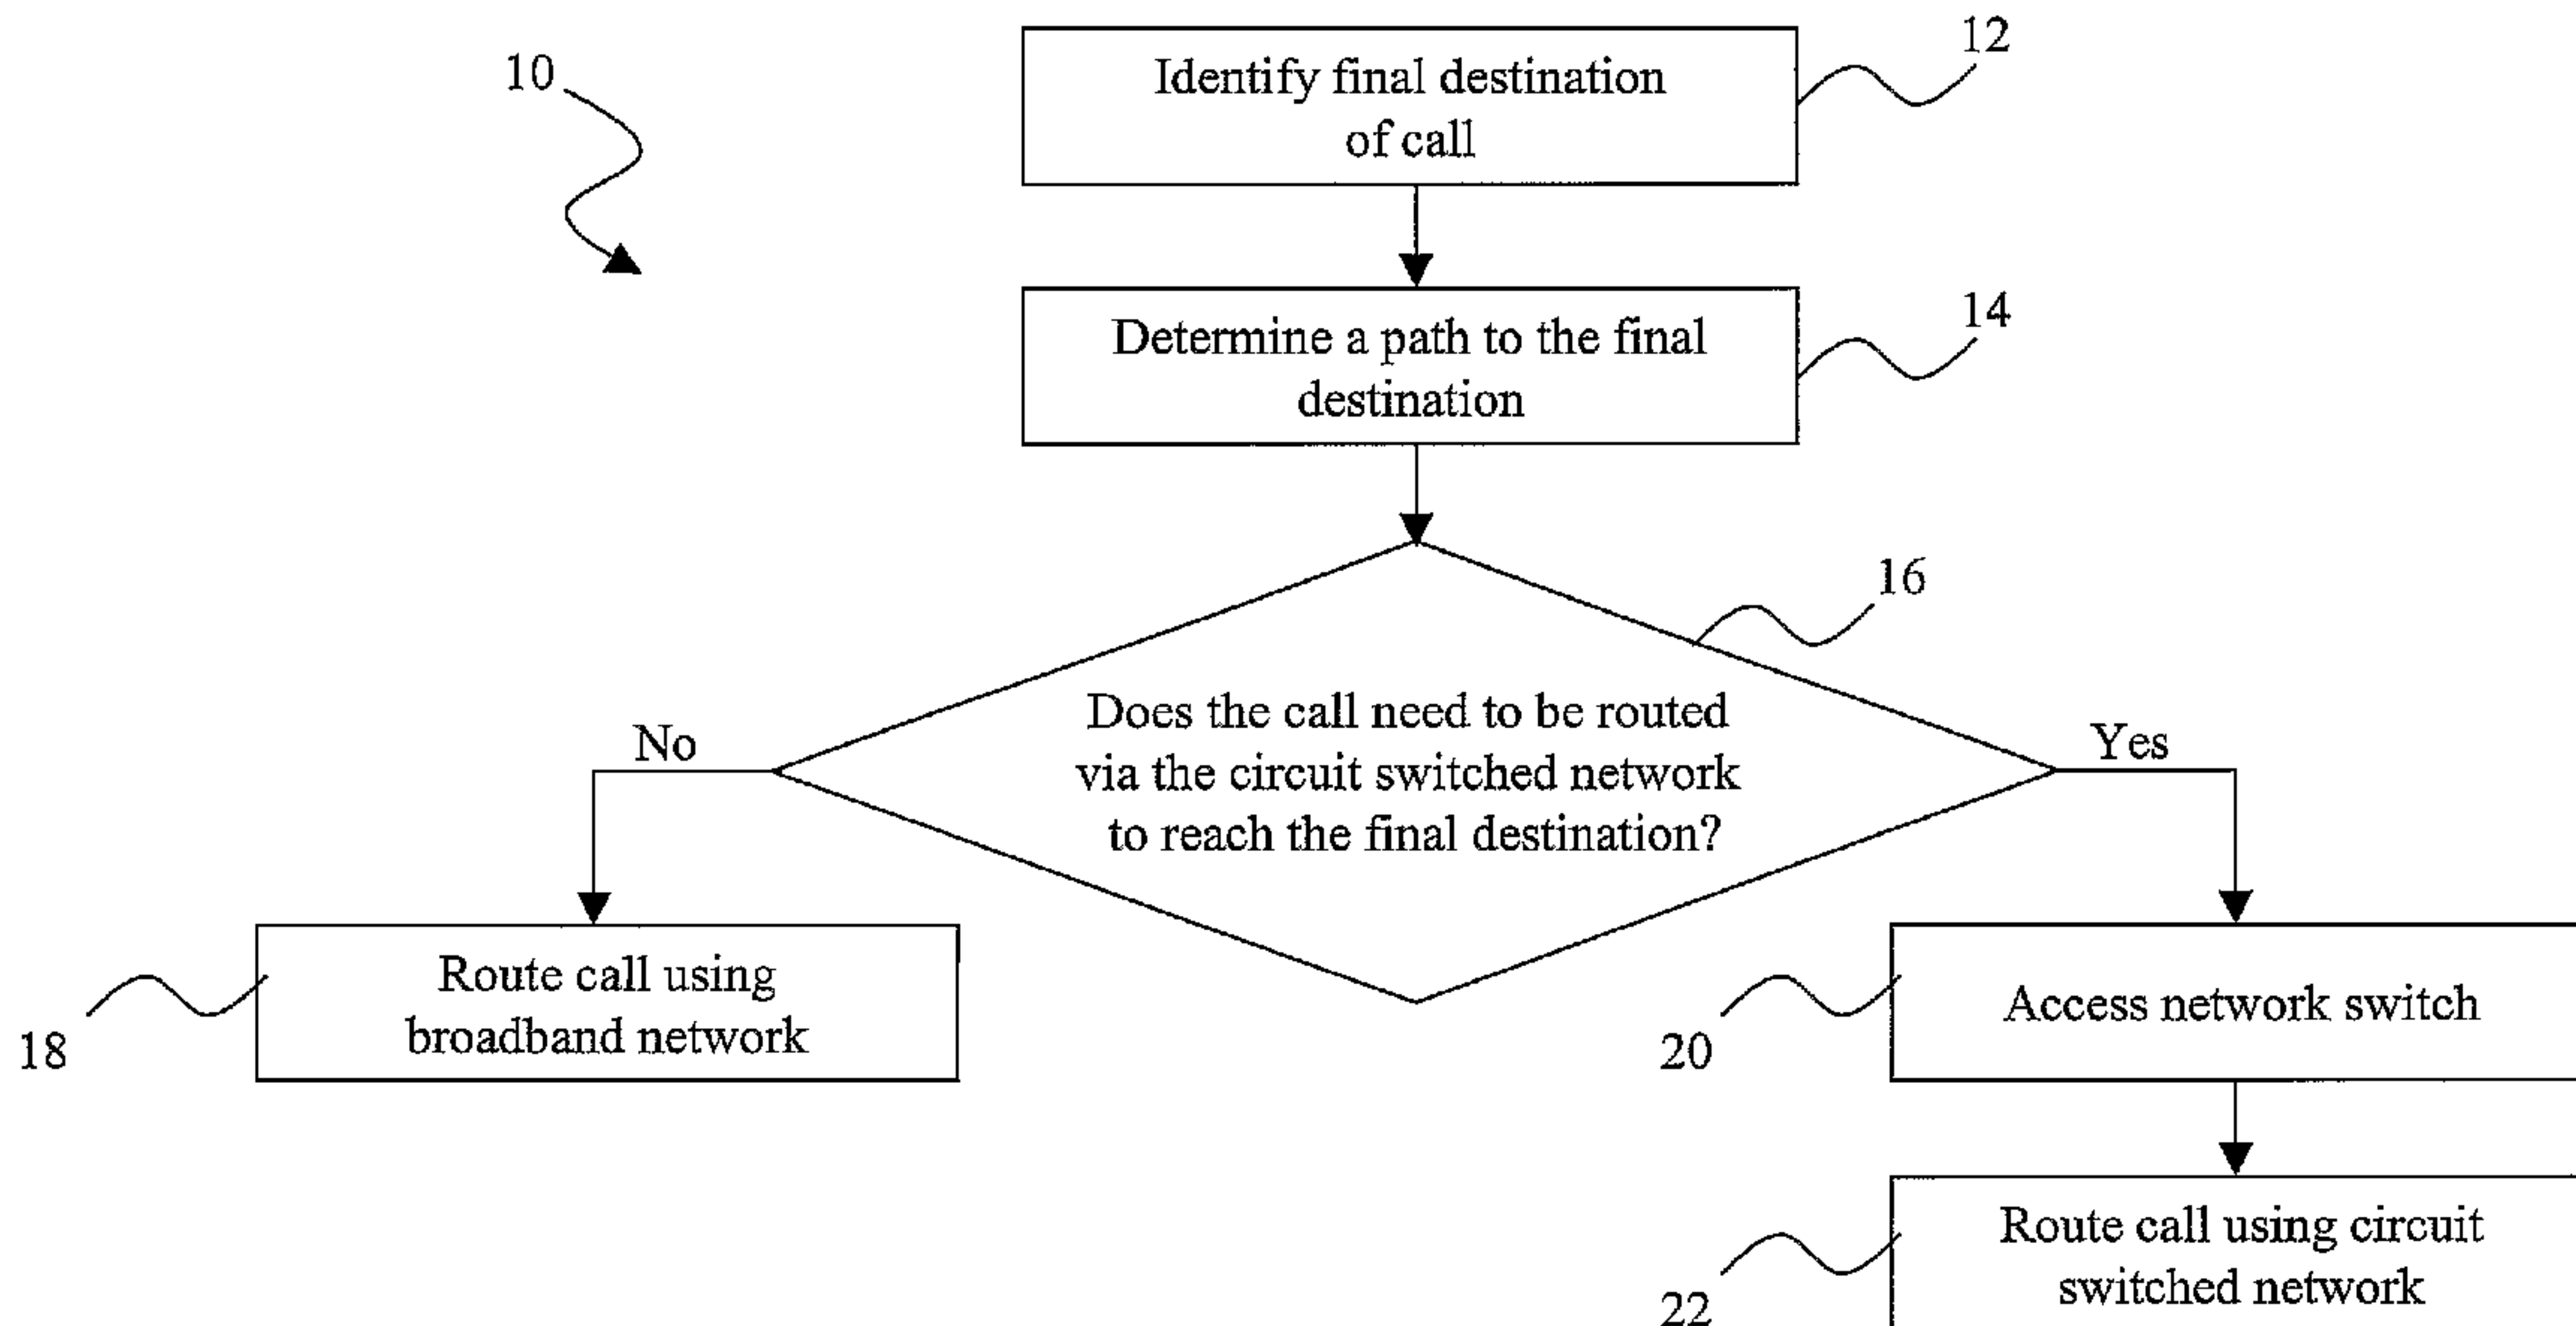 10
12
Identify final destination
of call
14
Determine a path to the final
destination
16
Does the call need to be routed
via the circuit switched network
to reach the final destination?
No
Yes
18
Route call using
broadband network
20
Access network switch
22
Route call using circuit
switched network